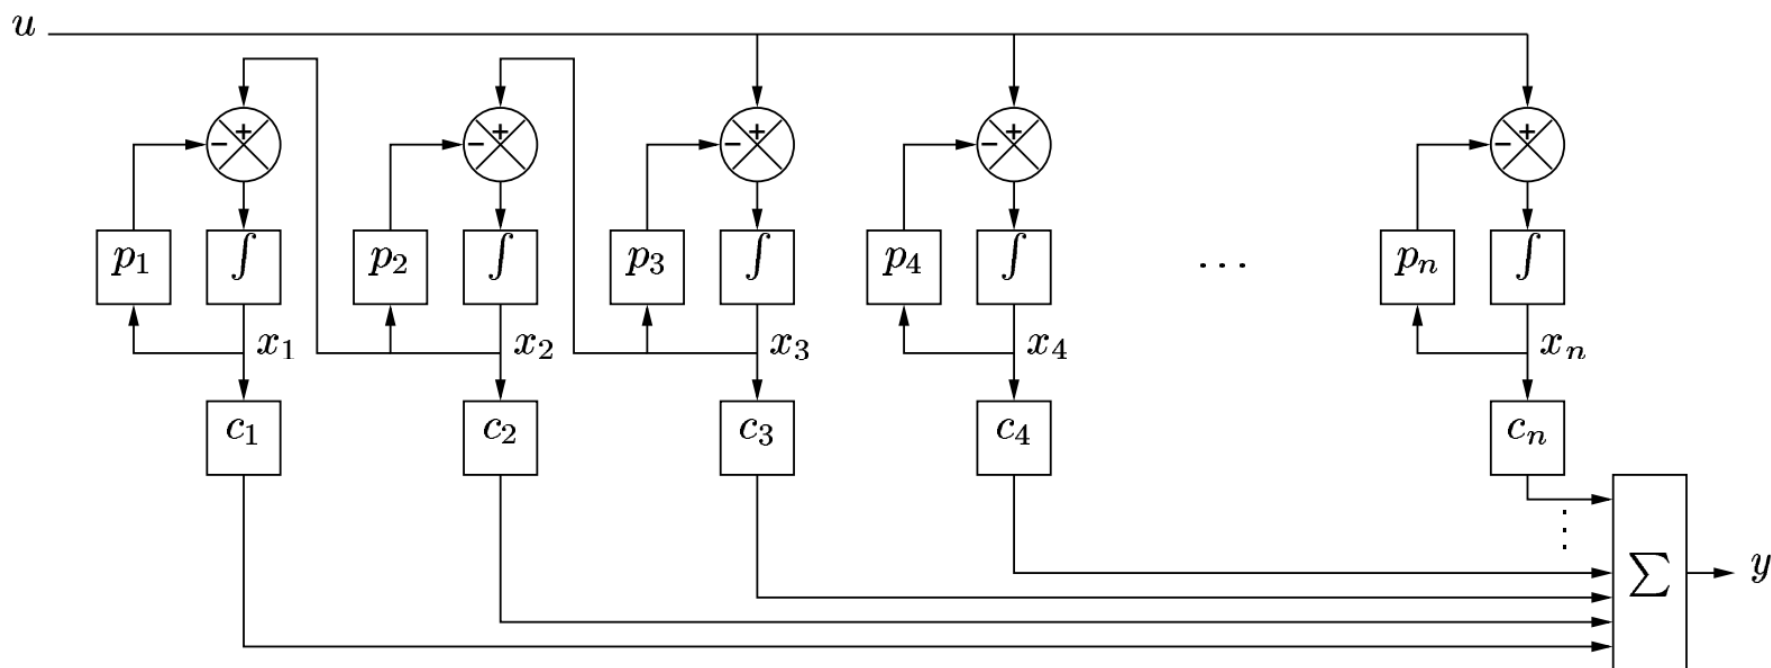 u
+ + + + +
− − − − −
p₁ ∫ p₂ ∫ p₃ ∫ p₄ ∫ ... pₙ ∫
x₁ x₂ x₃ x₄ xₙ
c₁ c₂ c₃ c₄ cₙ
⋮
∑ y